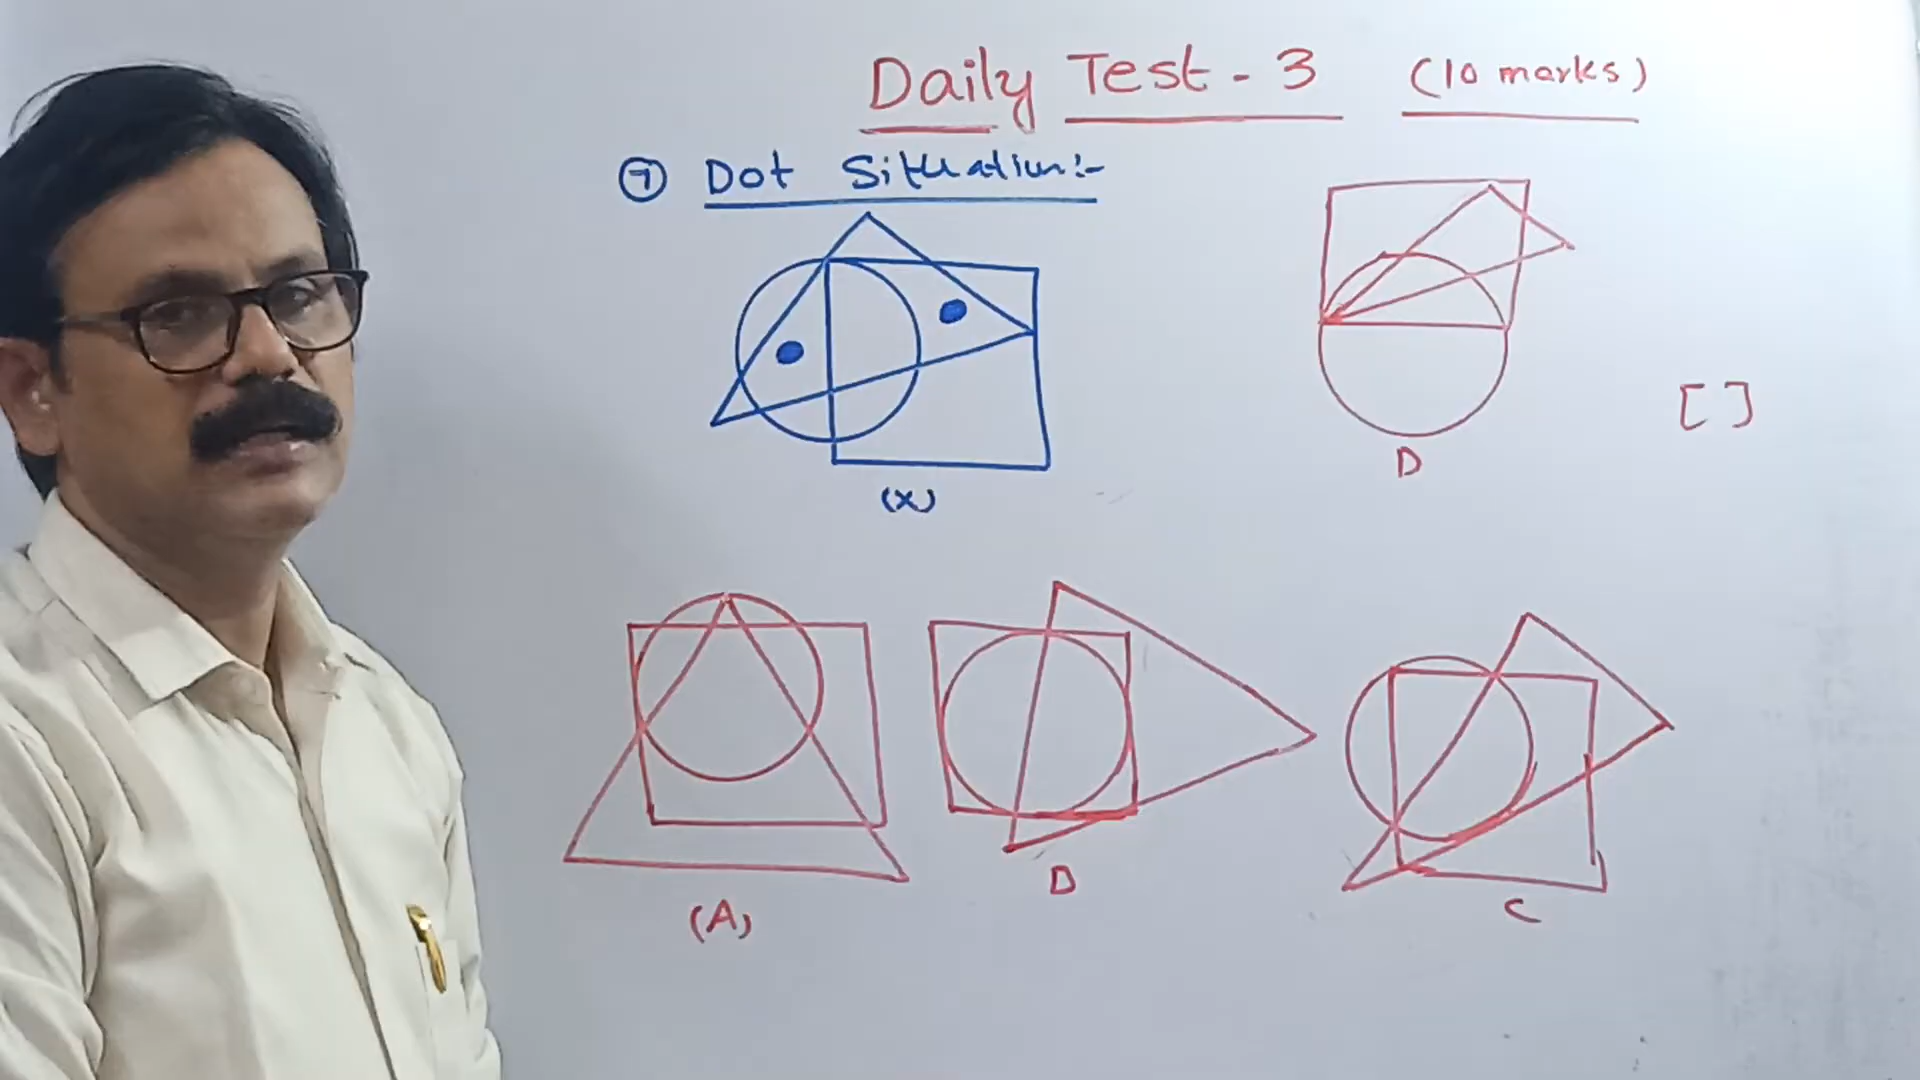 Daily Test - 3 (10 marks)
⑦ Dot Situation:-
(X)
D
[ ]
(A)
B
C